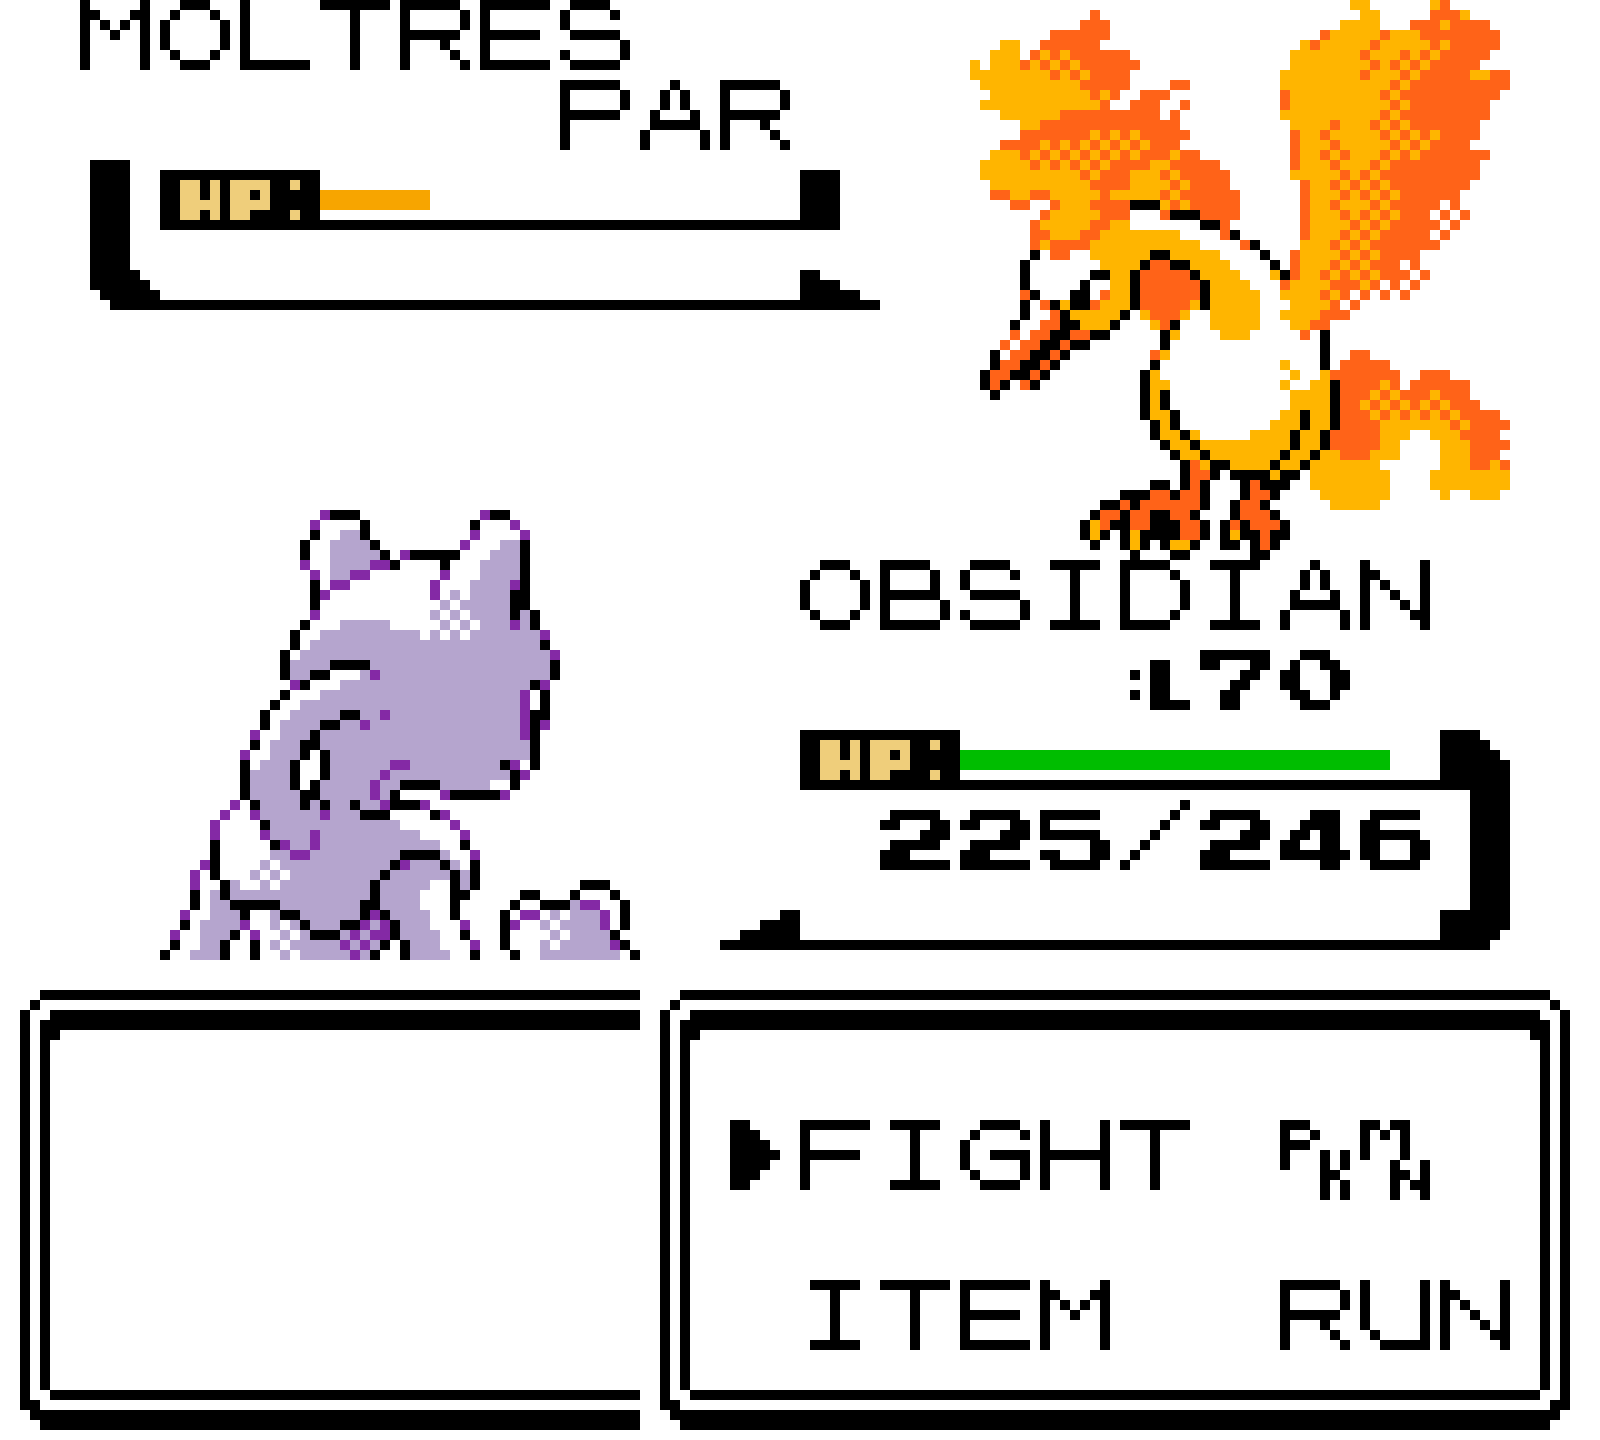 MOLTRES
PAR
HP:
OBSIDIAN
:L70
HP:
225/246
FIGHT PKMN
ITEM RUN